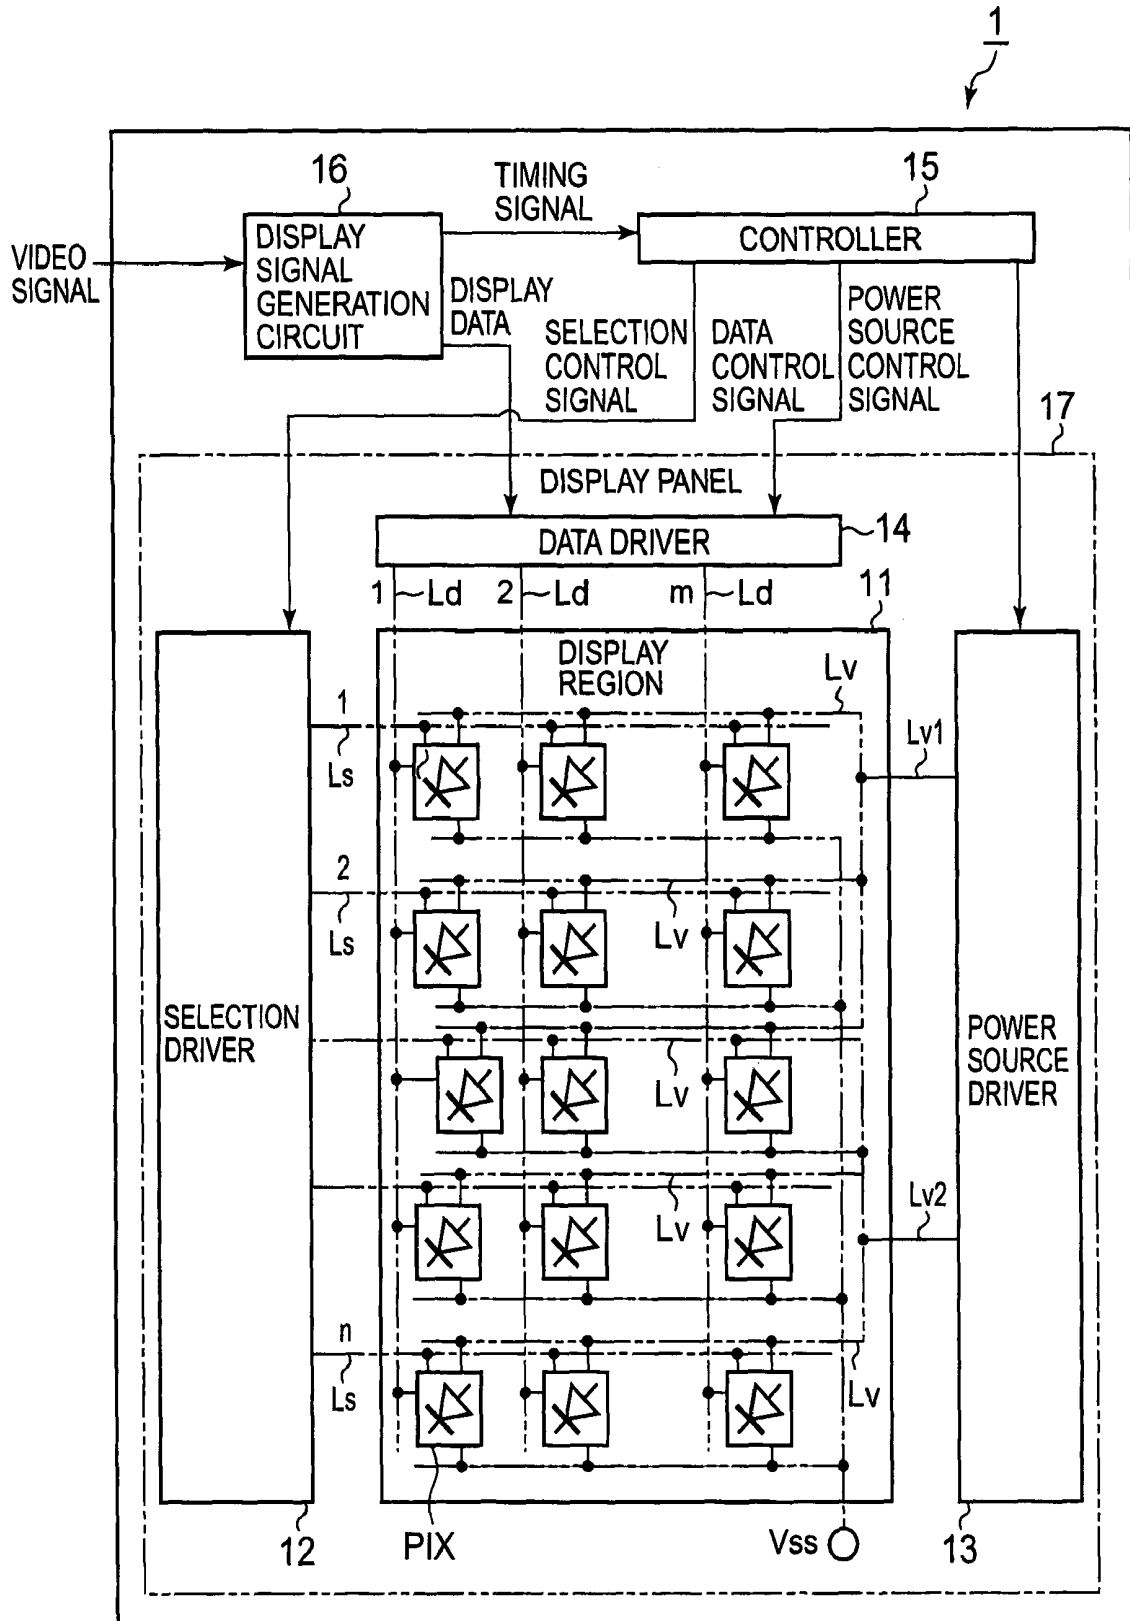 1
16
TIMING
SIGNAL
15
VIDEO
SIGNAL
DISPLAY
SIGNAL
GENERATION
CIRCUIT
CONTROLLER
DISPLAY
DATA
SELECTION
CONTROL
SIGNAL
DATA
CONTROL
SIGNAL
POWER
SOURCE
CONTROL
SIGNAL
17
DISPLAY PANEL
DATA DRIVER
14
1 Ld 2 Ld m Ld
11
DISPLAY
REGION
Lv
1
Ls
Lv1
2
Ls
Lv
SELECTION
DRIVER
POWER
SOURCE
DRIVER
Lv
Lv
Lv2
n
Ls
Lv
12
PIX
Vss
13